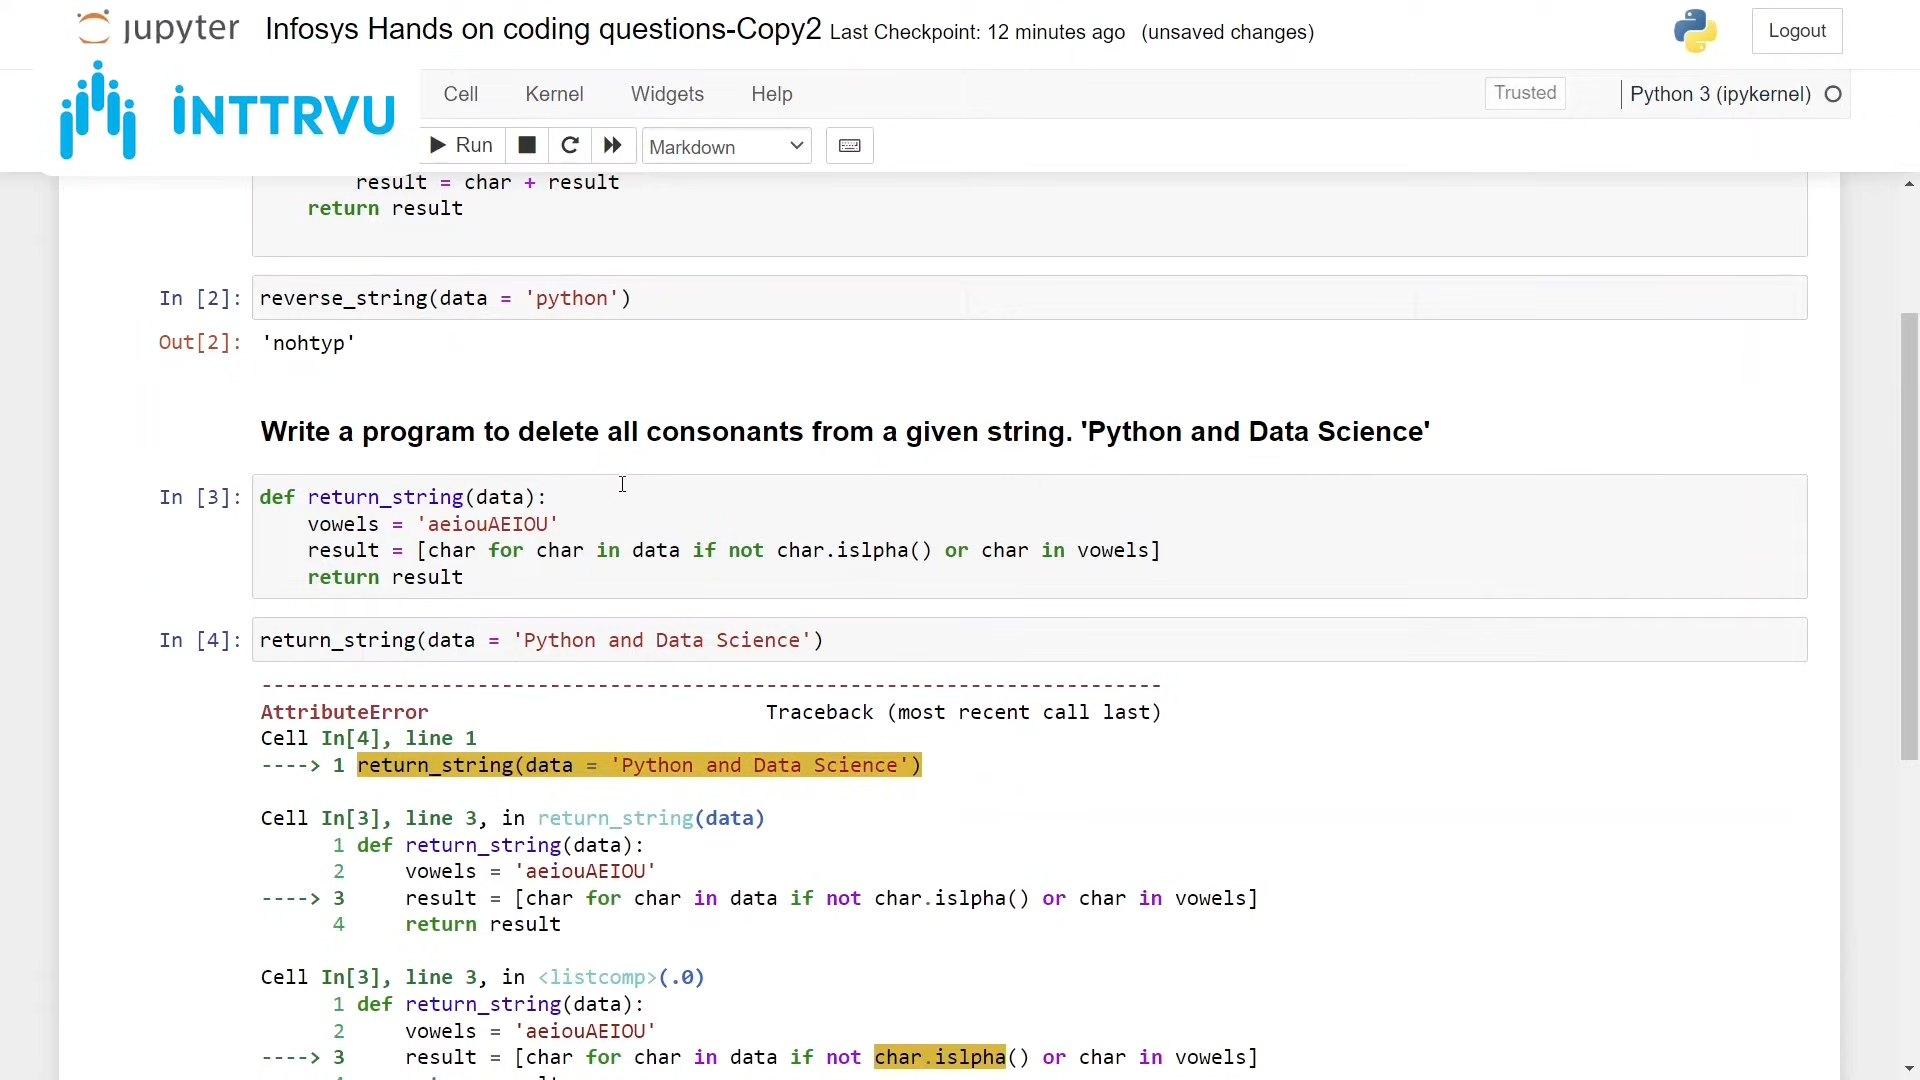 jupyter Infosys Hands on coding questions-Copy2 Last Checkpoint: 12 minutes ago (unsaved changes) Logout
INTTRVU
Cell Kernel Widgets Help Trusted Python 3 (ipykernel)
Run Markdown
result = char + result
return result
In [2]: reverse_string(data = 'python')
Out[2]: 'nohtyp'
Write a program to delete all consonants from a given string. 'Python and Data Science'
In [3]: def return_string(data):
vowels = 'aeiouAEIOU'
result = [char for char in data if not char.islpha() or char in vowels]
return result
In [4]: return_string(data = 'Python and Data Science')
---------------------------------------------------------------------------
AttributeError Traceback (most recent call last)
Cell In[4], line 1
----> 1 return_string(data = 'Python and Data Science')
Cell In[3], line 3, in return_string(data)
1 def return_string(data):
2 vowels = 'aeiouAEIOU'
----> 3 result = [char for char in data if not char.islpha() or char in vowels]
4 return result
Cell In[3], line 3, in <listcomp>(.0)
1 def return_string(data):
2 vowels = 'aeiouAEIOU'
----> 3 result = [char for char in data if not char.islpha() or char in vowels]